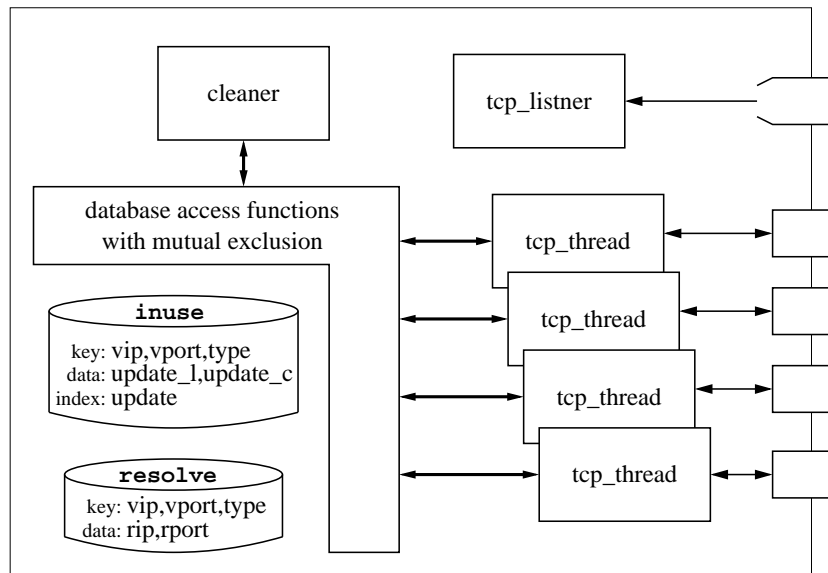 cleaner
tcp_listner
database access functions
with mutual exclusion
tcp_thread
tcp_thread
tcp_thread
tcp_thread
inuse
key: vip,vport,type
data: update_l,update_c
index: update
resolve
key: vip,vport,type
data: rip,rport